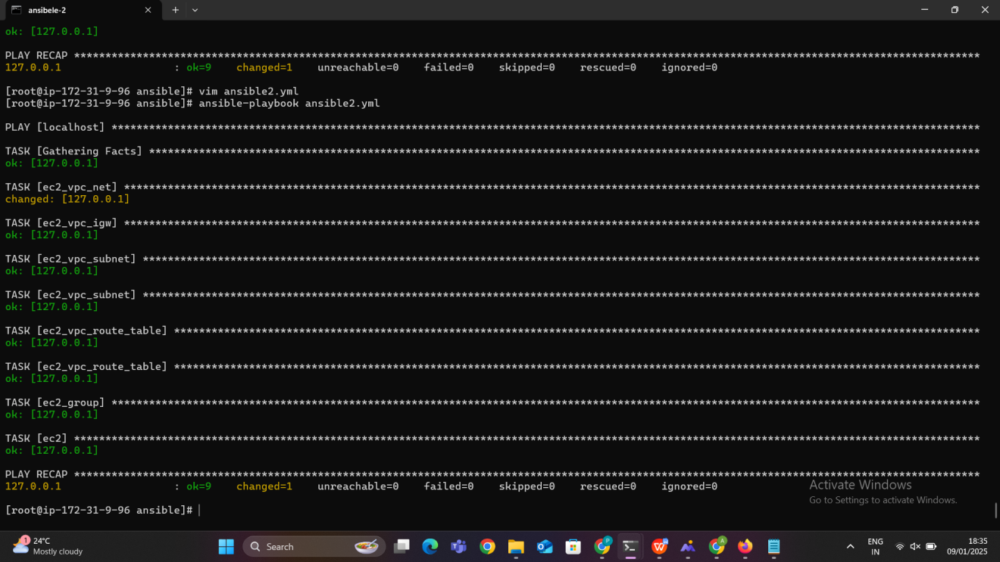 ansibele-2
ok: [127.0.0.1]
PLAY RECAP *************************************************************************************************************************************************
127.0.0.1 : ok=9 changed=1 unreachable=0 failed=0 skipped=0 rescued=0 ignored=0
[root@ip-172-31-9-96 ansible]# vim ansible2.yml
[root@ip-172-31-9-96 ansible]# ansible-playbook ansible2.yml
PLAY [localhost] *******************************************************************************************************************************************
TASK [Gathering Facts] *************************************************************************************************************************************
ok: [127.0.0.1]
TASK [ec2_vpc_net] *****************************************************************************************************************************************
changed: [127.0.0.1]
TASK [ec2_vpc_igw] *****************************************************************************************************************************************
ok: [127.0.0.1]
TASK [ec2_vpc_subnet] **************************************************************************************************************************************
ok: [127.0.0.1]
TASK [ec2_vpc_subnet] **************************************************************************************************************************************
ok: [127.0.0.1]
TASK [ec2_vpc_route_table] *********************************************************************************************************************************
ok: [127.0.0.1]
TASK [ec2_vpc_route_table] *********************************************************************************************************************************
ok: [127.0.0.1]
TASK [ec2_group] *******************************************************************************************************************************************
ok: [127.0.0.1]
TASK [ec2] *************************************************************************************************************************************************
ok: [127.0.0.1]
PLAY RECAP *************************************************************************************************************************************************
127.0.0.1 : ok=9 changed=1 unreachable=0 failed=0 skipped=0 rescued=0 ignored=0
[root@ip-172-31-9-96 ansible]#
Activate Windows
Go to Settings to activate Windows.
1
24°C
Mostly cloudy
Search
P
A
ENG
IN
18:35
09/01/2025